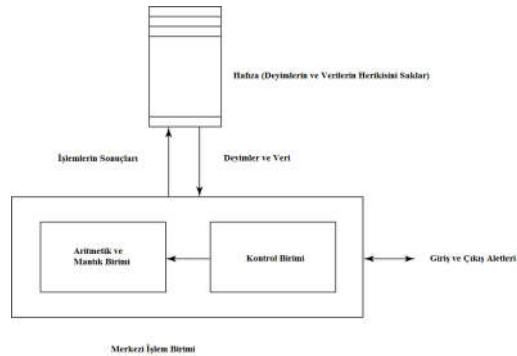 Hafıza (Deyimlerin ve Verilerin Herikisini Saklar)
İşlemlerin Sonuçları
Deyimler ve Veri
Aritmetik ve
Mantık Birimi
Kontrol Birimi
Giriş ve Çıkış Aletleri
Merkezi İşlem Birimi